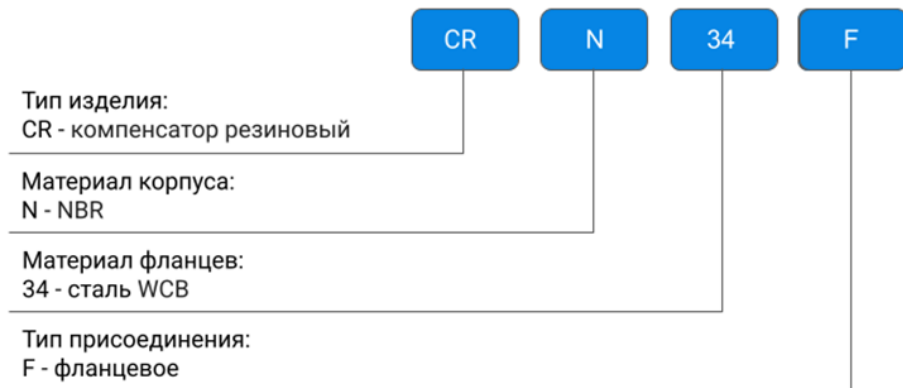 CR N 34 F
Тип изделия:
CR - компенсатор резиновый
Материал корпуса:
N - NBR
Материал фланцев:
34 - сталь WCB
Тип присоединения:
F - фланцевое